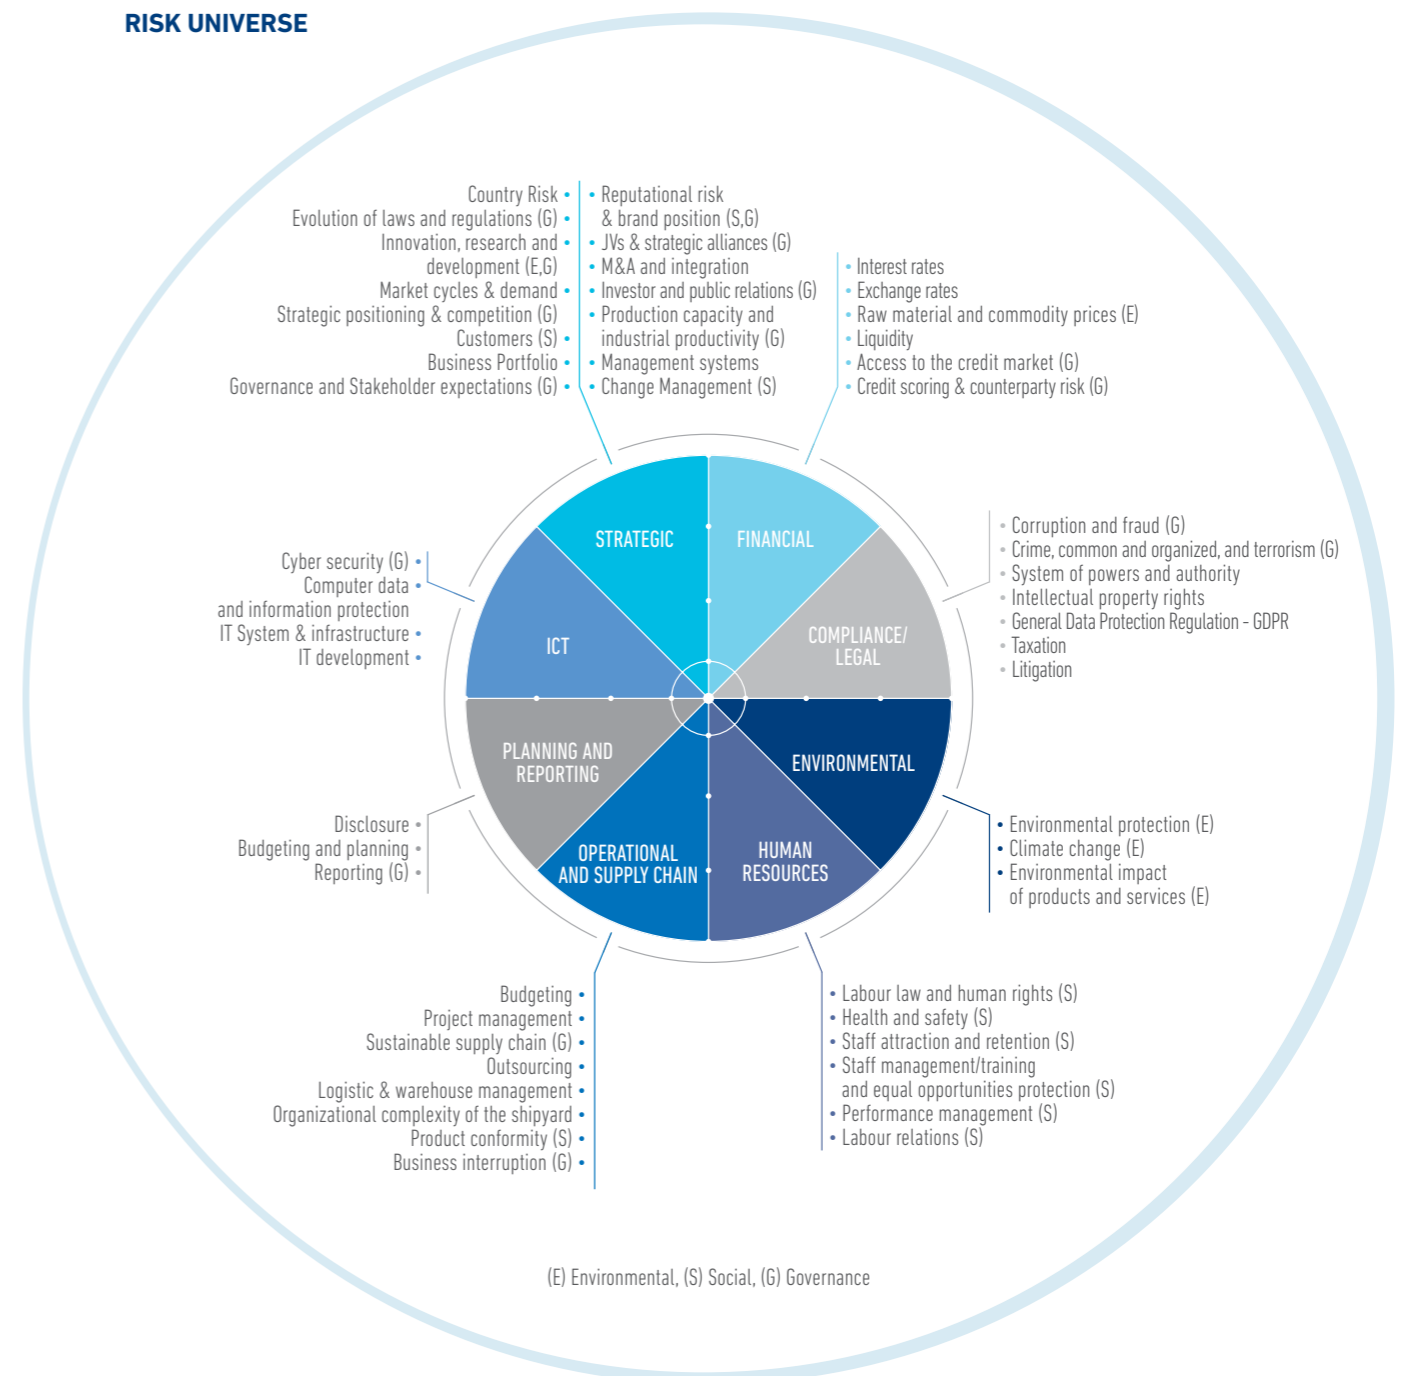 RISK UNIVERSE
Country Risk •
Evolution of laws and regulations (G) •
Innovation, research and •
development (E,G)
Market cycles & demand •
Strategic positioning & competition (G)
Customers (S) •
Business Portfolio •
Governance and Stakeholder expectations (G) •
• Reputational risk
& brand position (S,G)
• JVs & strategic alliances (G)
• M&A and integration
• Investor and public relations (G)
• Production capacity and
industrial productivity (G)
• Management systems
• Change Management (S)
• Interest rates
• Exchange rates
• Raw material and commodity prices (E)
• Liquidity
• Access to the credit market (G)
• Credit scoring & counterparty risk (G)
STRATEGIC
FINANCIAL
• Corruption and fraud (G)
• Crime, common and organized, and terrorism (G)
• System of powers and authority
• Intellectual property rights
• General Data Protection Regulation - GDPR
• Taxation
• Litigation
Cyber security (G) •
Computer data •
and information protection
IT System & infrastructure •
IT development •
ICT
COMPLIANCE/
LEGAL
PLANNING AND
REPORTING
ENVIRONMENTAL
OPERATIONAL
AND SUPPLY CHAIN
HUMAN
RESOURCES
Disclosure •
Budgeting and planning •
Reporting (G) •
• Environmental protection (E)
• Climate change (E)
• Environmental impact
of products and services (E)
Budgeting •
Project management •
Sustainable supply chain (G) •
Outsourcing •
Logistic & warehouse management •
Organizational complexity of the shipyard •
Product conformity (S) •
Business interruption (G) •
• Labour law and human rights (S)
• Health and safety (S)
• Staff attraction and retention (S)
• Staff management/training
and equal opportunities protection (S)
• Performance management (S)
• Labour relations (S)
(E) Environmental, (S) Social, (G) Governance